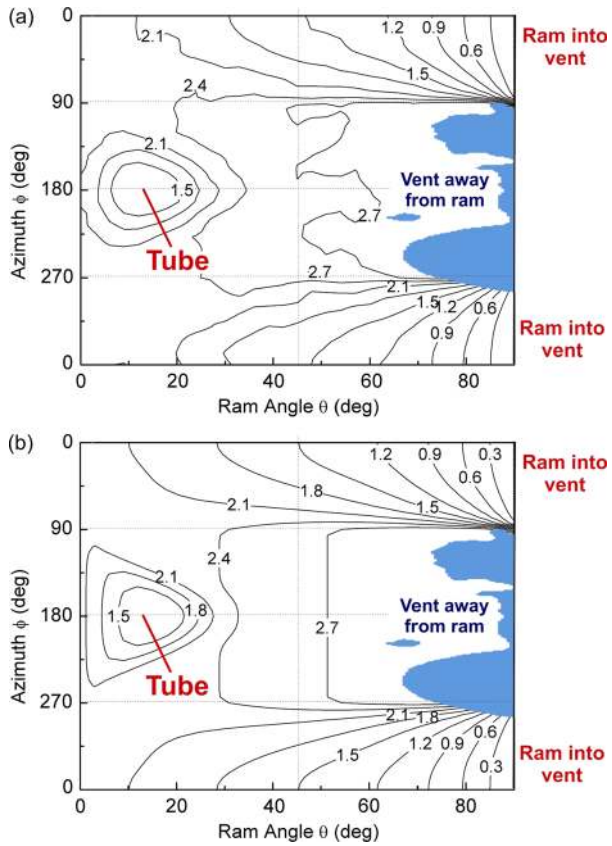 (a)
0
90
180
270
0
Azimuth ϕ (deg)
2.1
1.2
0.9
0.6
1.5
2.4
2.1
1.5
2.7
2.7
2.1
1.5
1.2
0.6
0.9
Tube
Vent away
from ram
Ram into
vent
Ram into
vent
0
20
40
60
80
Ram Angle θ (deg)
(b)
0
90
180
270
0
Azimuth ϕ (deg)
1.2
0.9
0.3
0.6
1.8
1.5
2.1
2.4
2.1
1.5
1.8
2.7
2.1
1.8
0.6
1.2
0.9
1.5
0.3
Tube
Vent away
from ram
Ram into
vent
Ram into
vent
0
20
40
60
80
Ram Angle θ (deg)